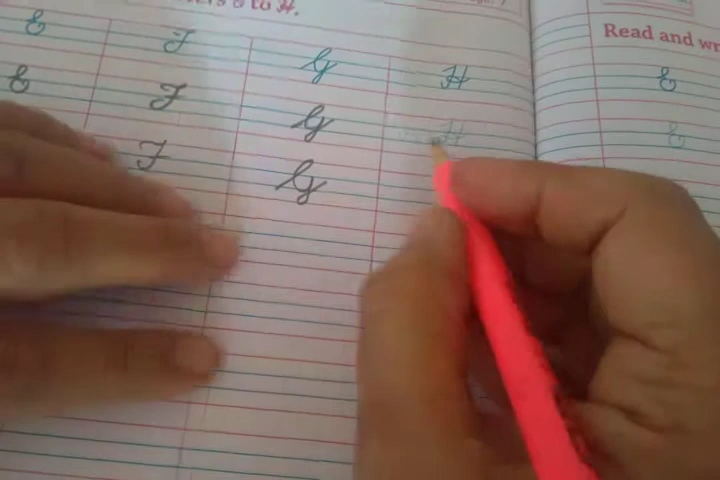 to H.
Read and wr
E F G H E
E F G H E
F G